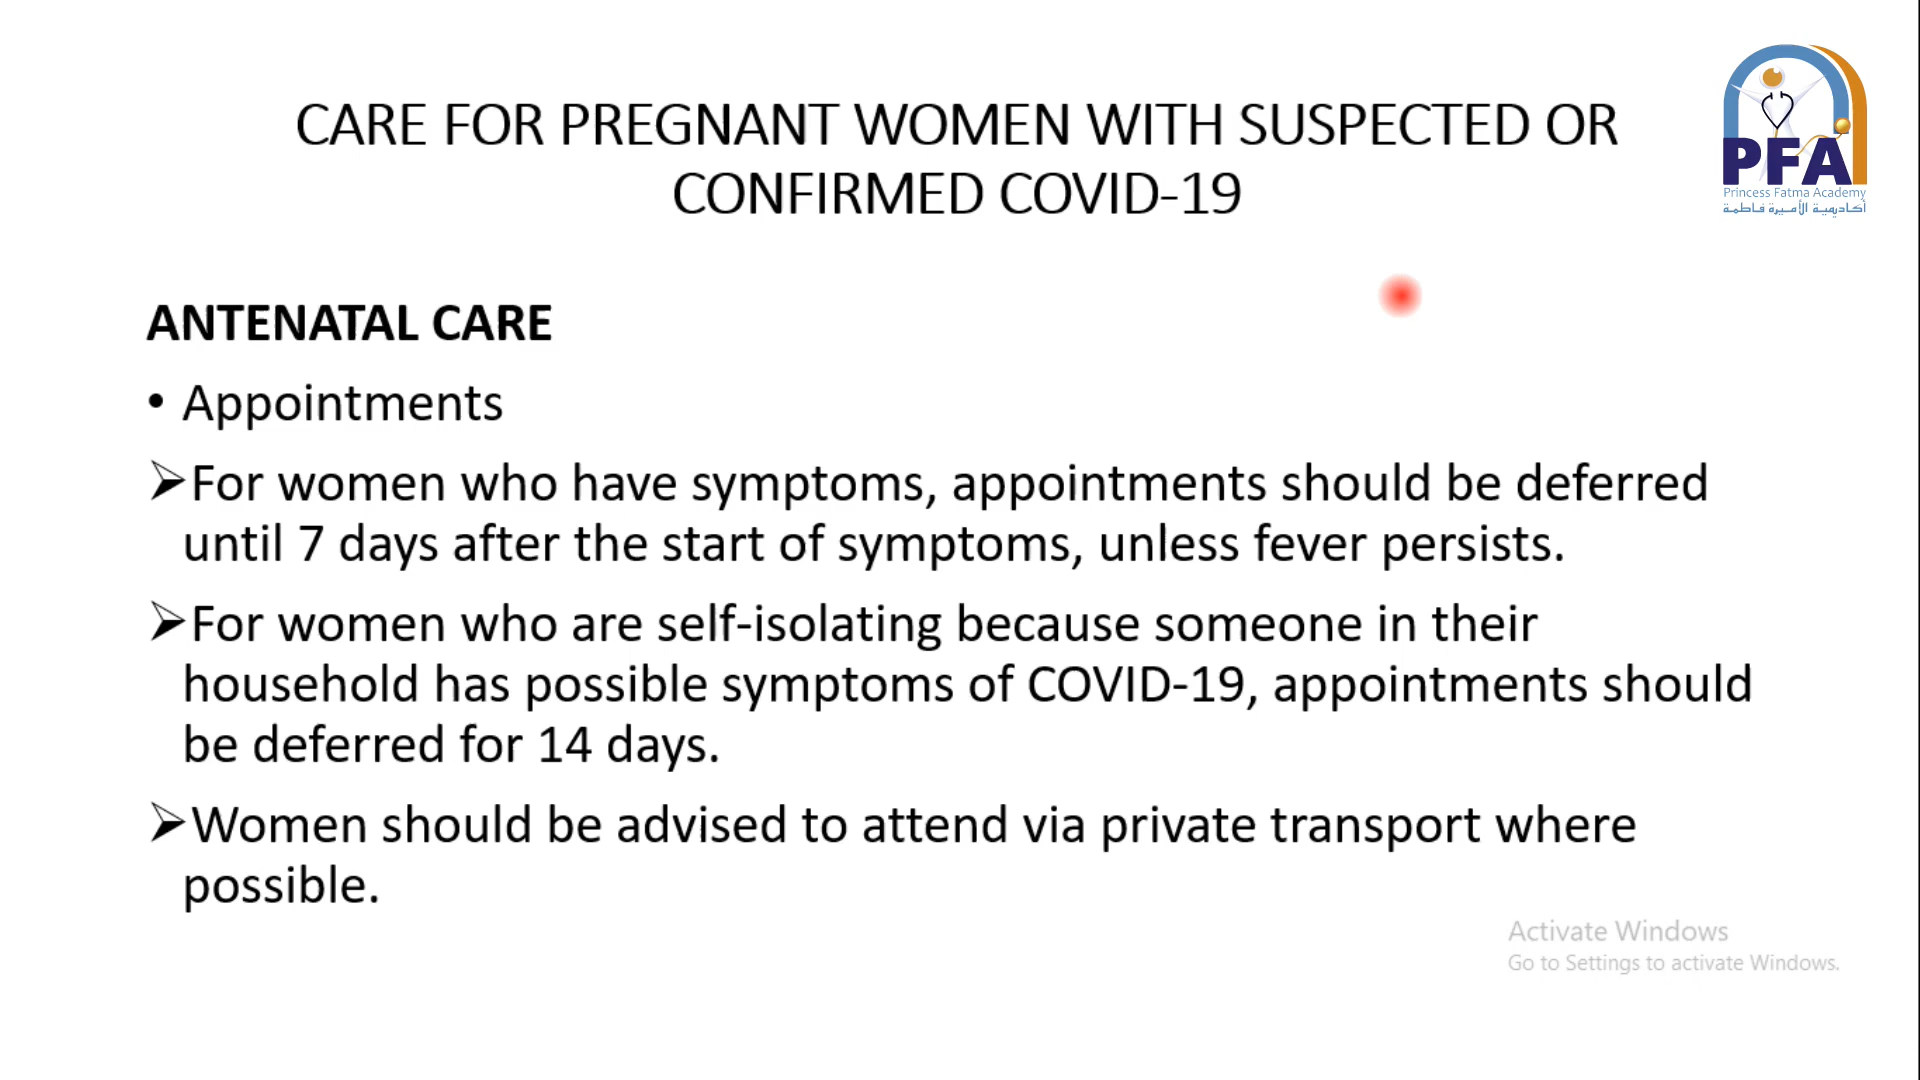 CARE FOR PREGNANT WOMEN WITH SUSPECTED OR
CONFIRMED COVID-19
PFA
Princess Fatma Academy
أكاديمية الأميرة فاطمة
ANTENATAL CARE
• Appointments
➢For women who have symptoms, appointments should be deferred
until 7 days after the start of symptoms, unless fever persists.
➢For women who are self-isolating because someone in their
household has possible symptoms of COVID-19, appointments should
be deferred for 14 days.
➢Women should be advised to attend via private transport where
possible.
Activate Windows
Go to Settings to activate Windows.